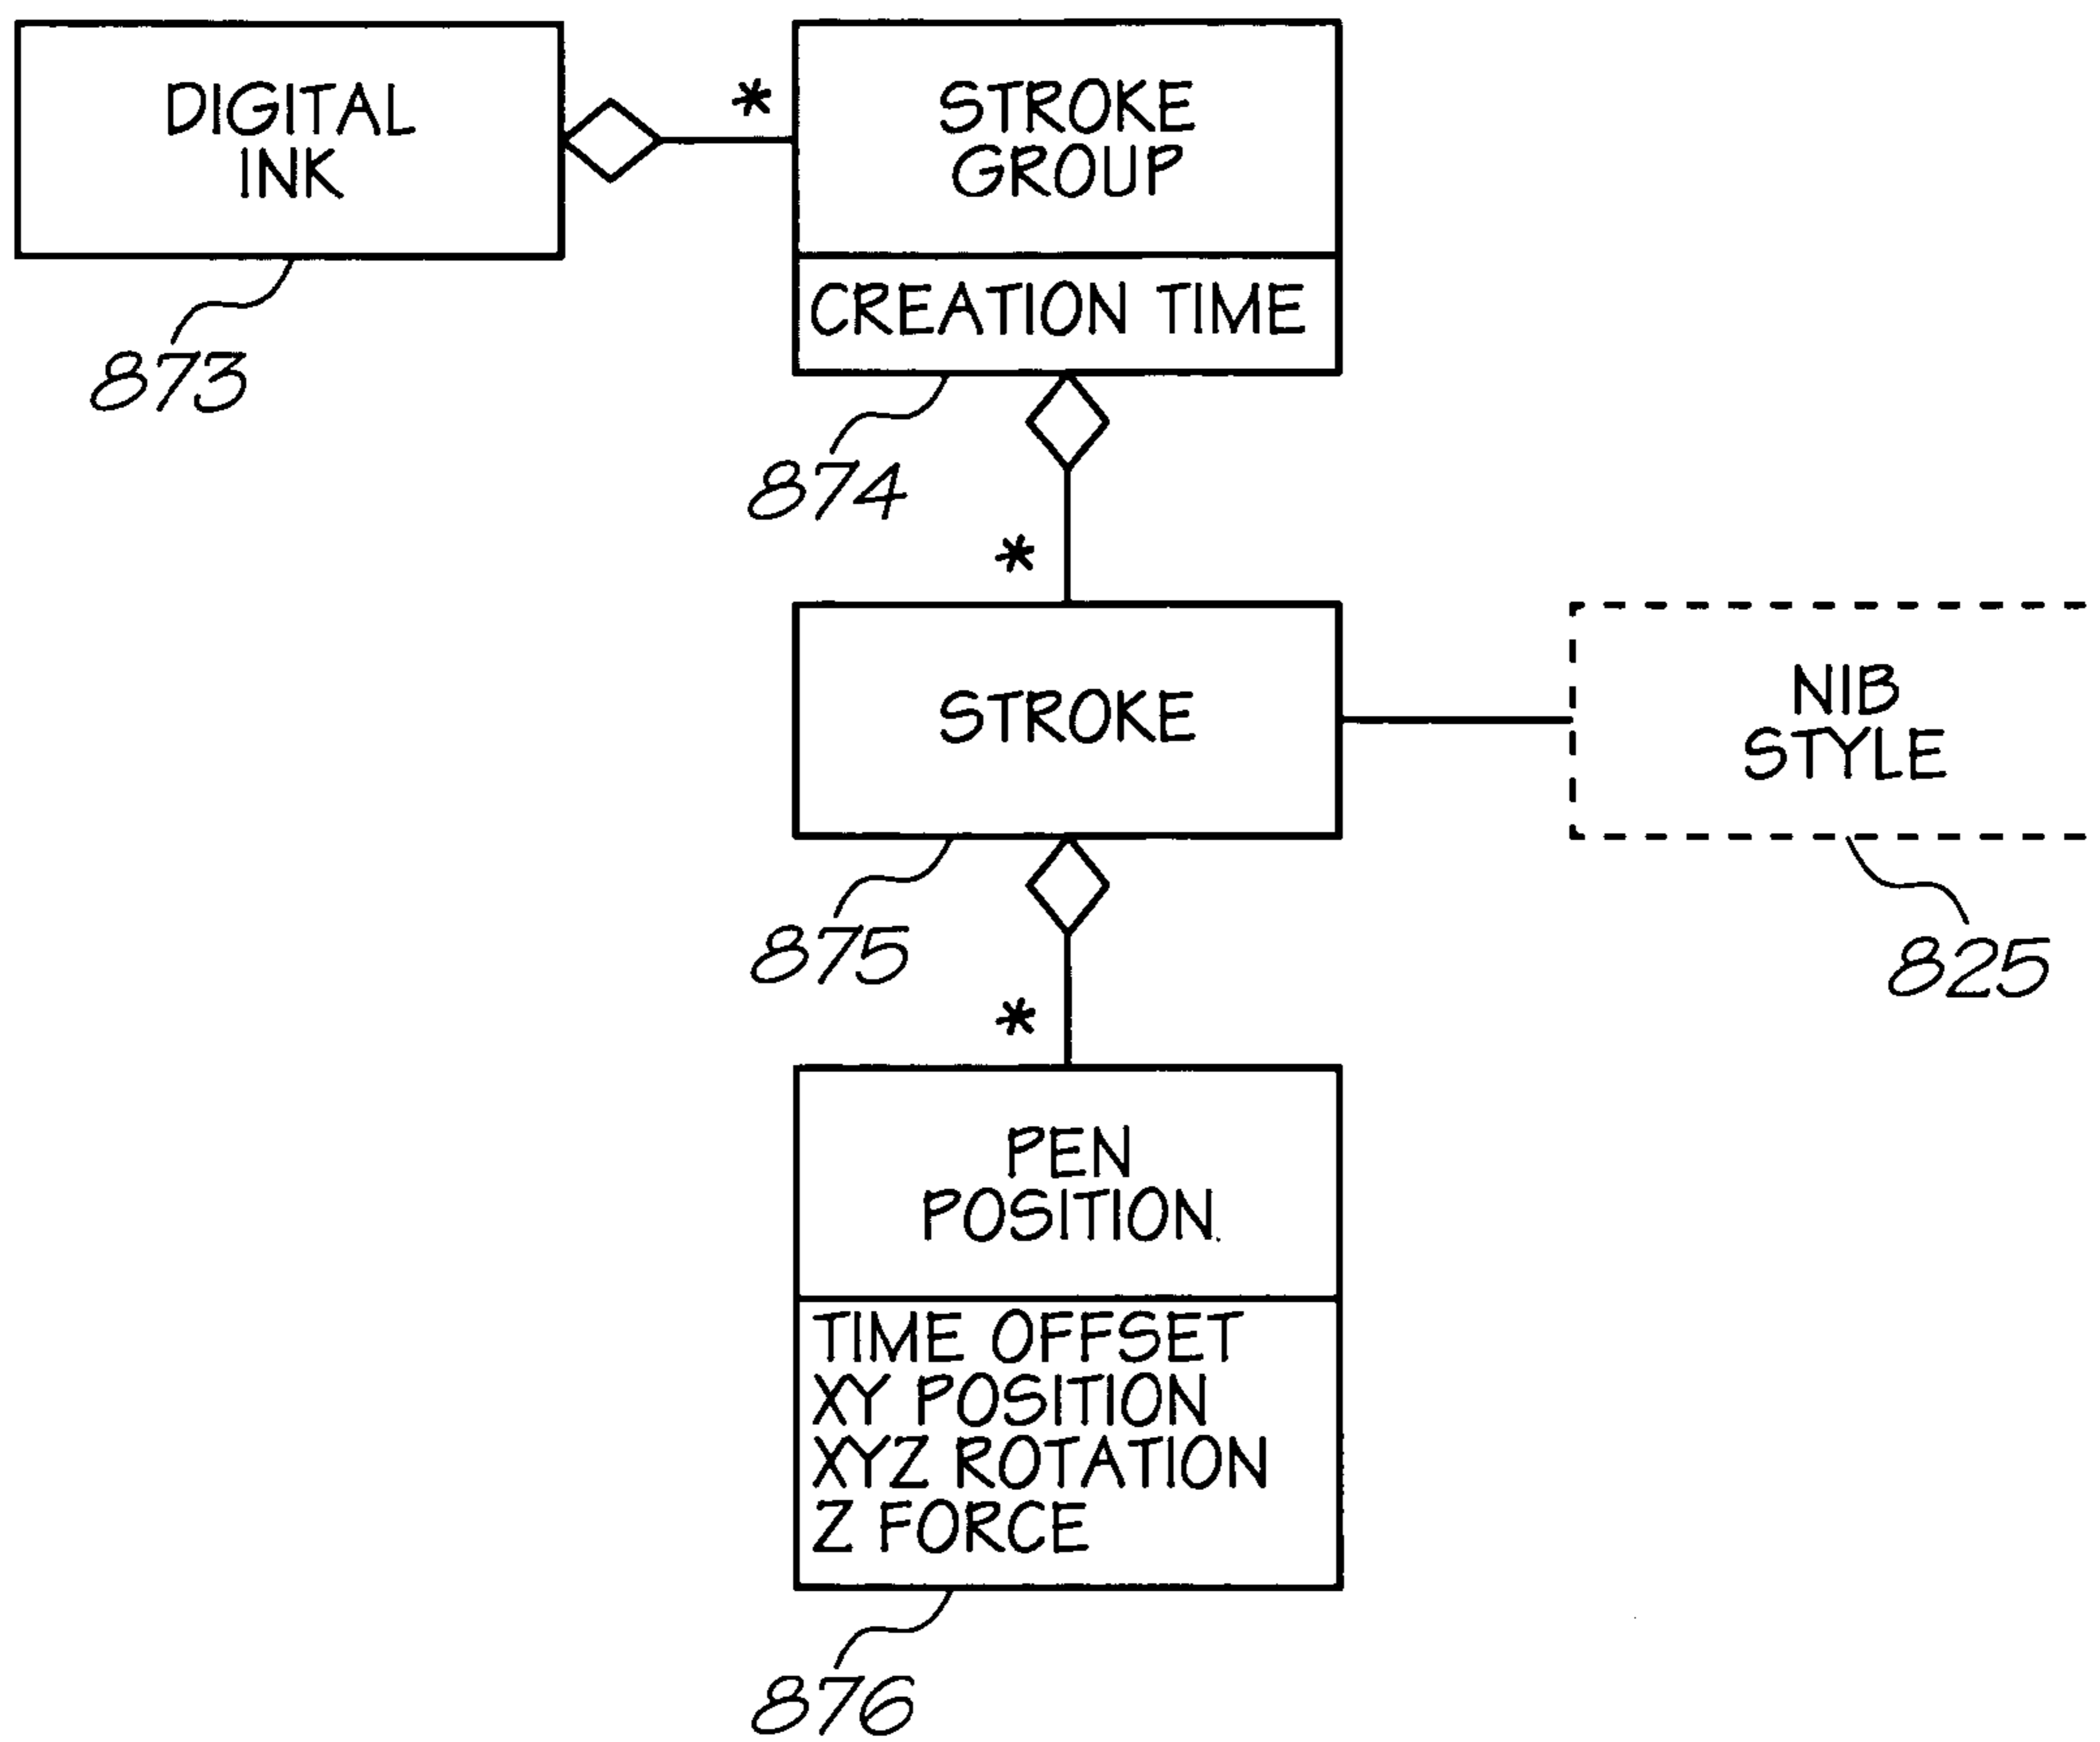 DIGITAL
INK
*
STROKE
GROUP
CREATION TIME
873
874
*
STROKE
NIB
STYLE
875
825
*
PEN
POSITION.
TIME OFFSET
XY POSITION
XYZ ROTATION
Z FORCE
876